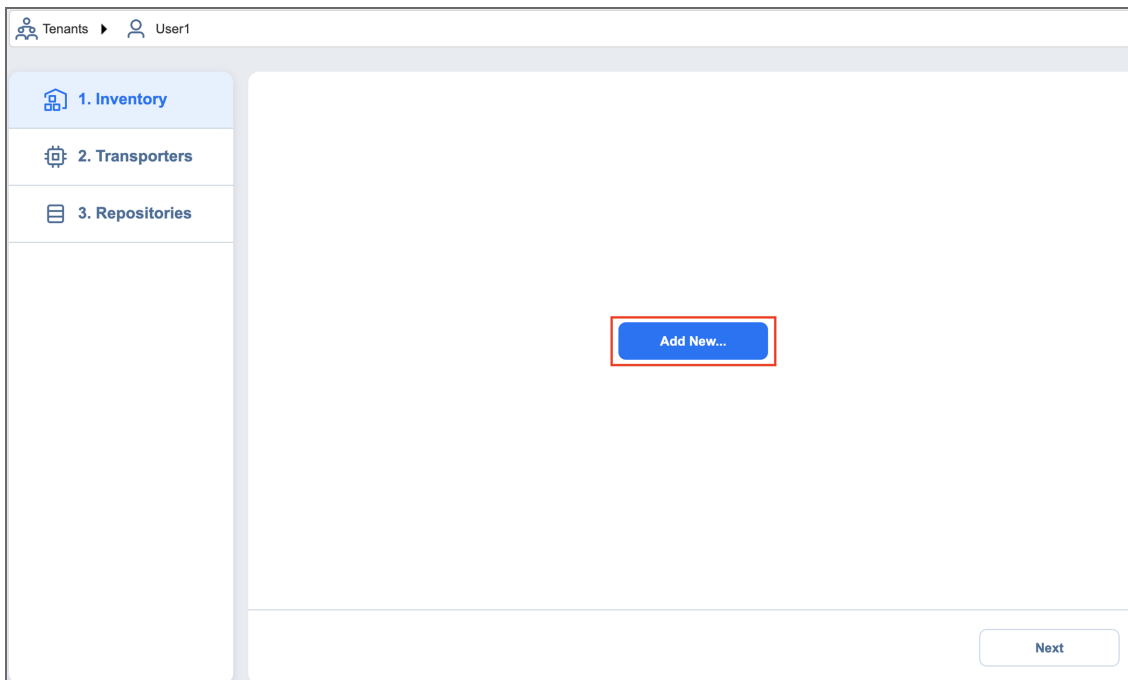 Tenants User1
1. Inventory
2. Transporters
3. Repositories
Add New...
Next